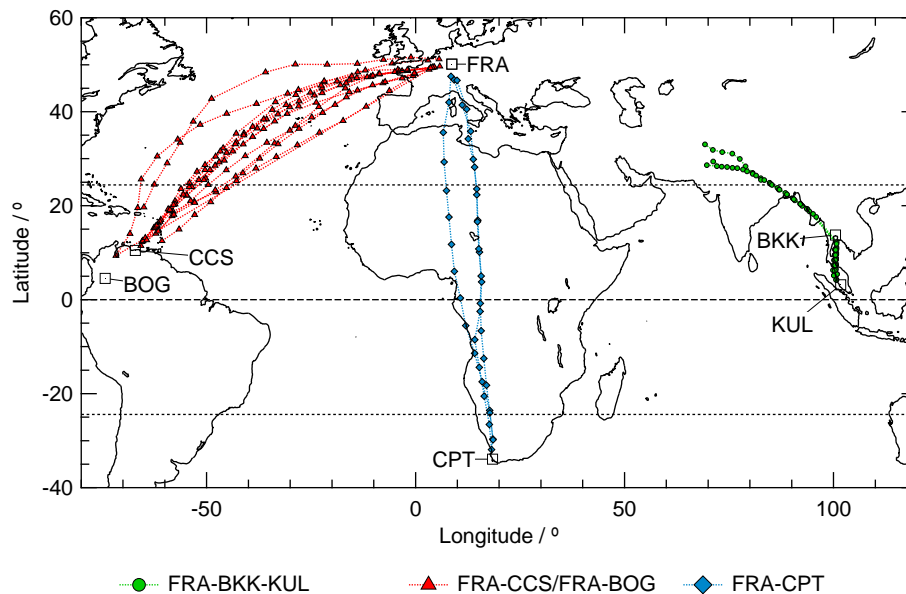 60
40
20
0
-20
-40
Latitude / º
FRA
CCS
BOG
BKK
KUL
CPT
-50
0
50
100
Longitude / º
FRA-BKK-KUL
FRA-CCS/FRA-BOG
FRA-CPT